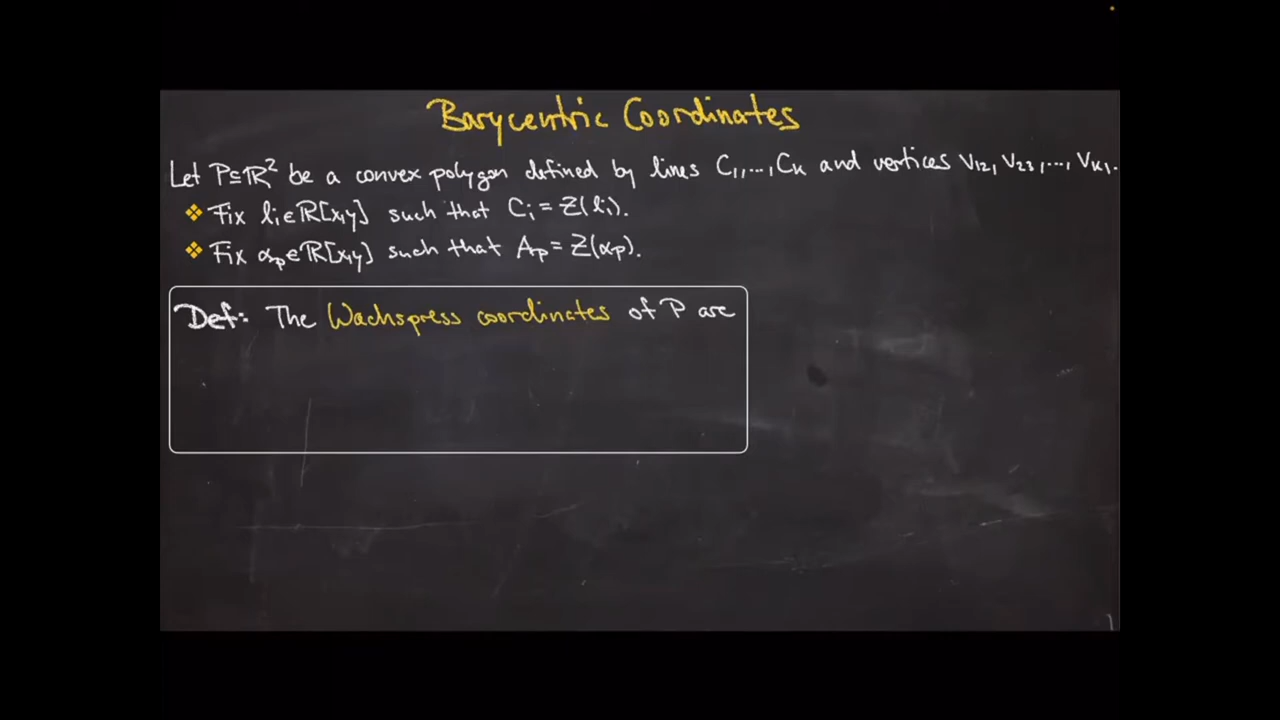 Barycentric Coordinates
Let P⊆ℝ² be a convex polygon defined by lines C₁,...,Cₖ and vertices V₁₂, V₂₃,..., Vₖ₁.
❖ Fix lᵢ∈ℝ[x,y] such that Cᵢ = Z(lᵢ).
❖ Fix αₚ∈ℝ[x,y] such that Aₚ = Z(αₚ).
Def: The Wachspress coordinates of P are